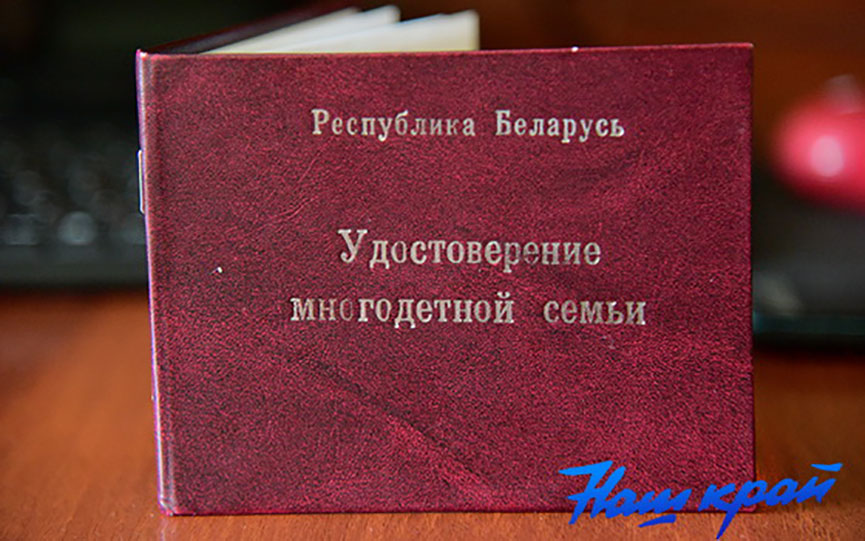 Республика Беларусь
Удостоверение
многодетной семьи
Наш край